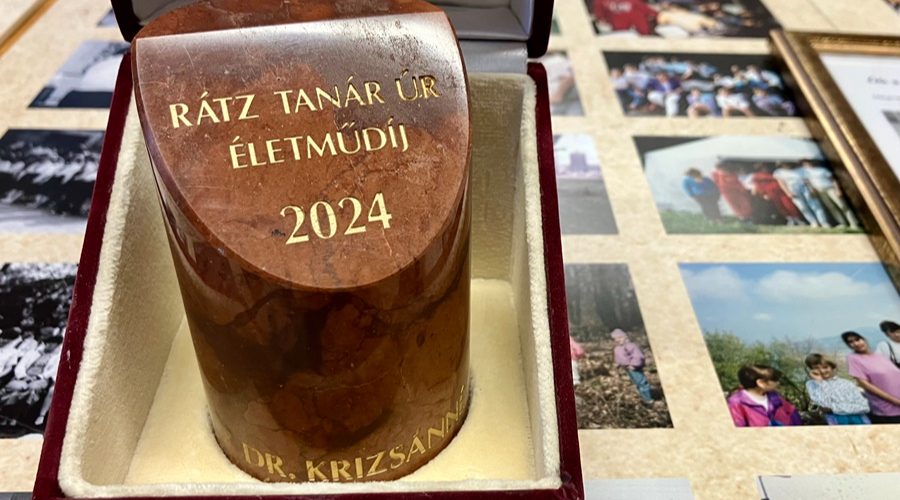 RÁTZ TANÁR ÚR
ÉLETMŰDÍJ
2024
DR. KRIZSÁNNÉ